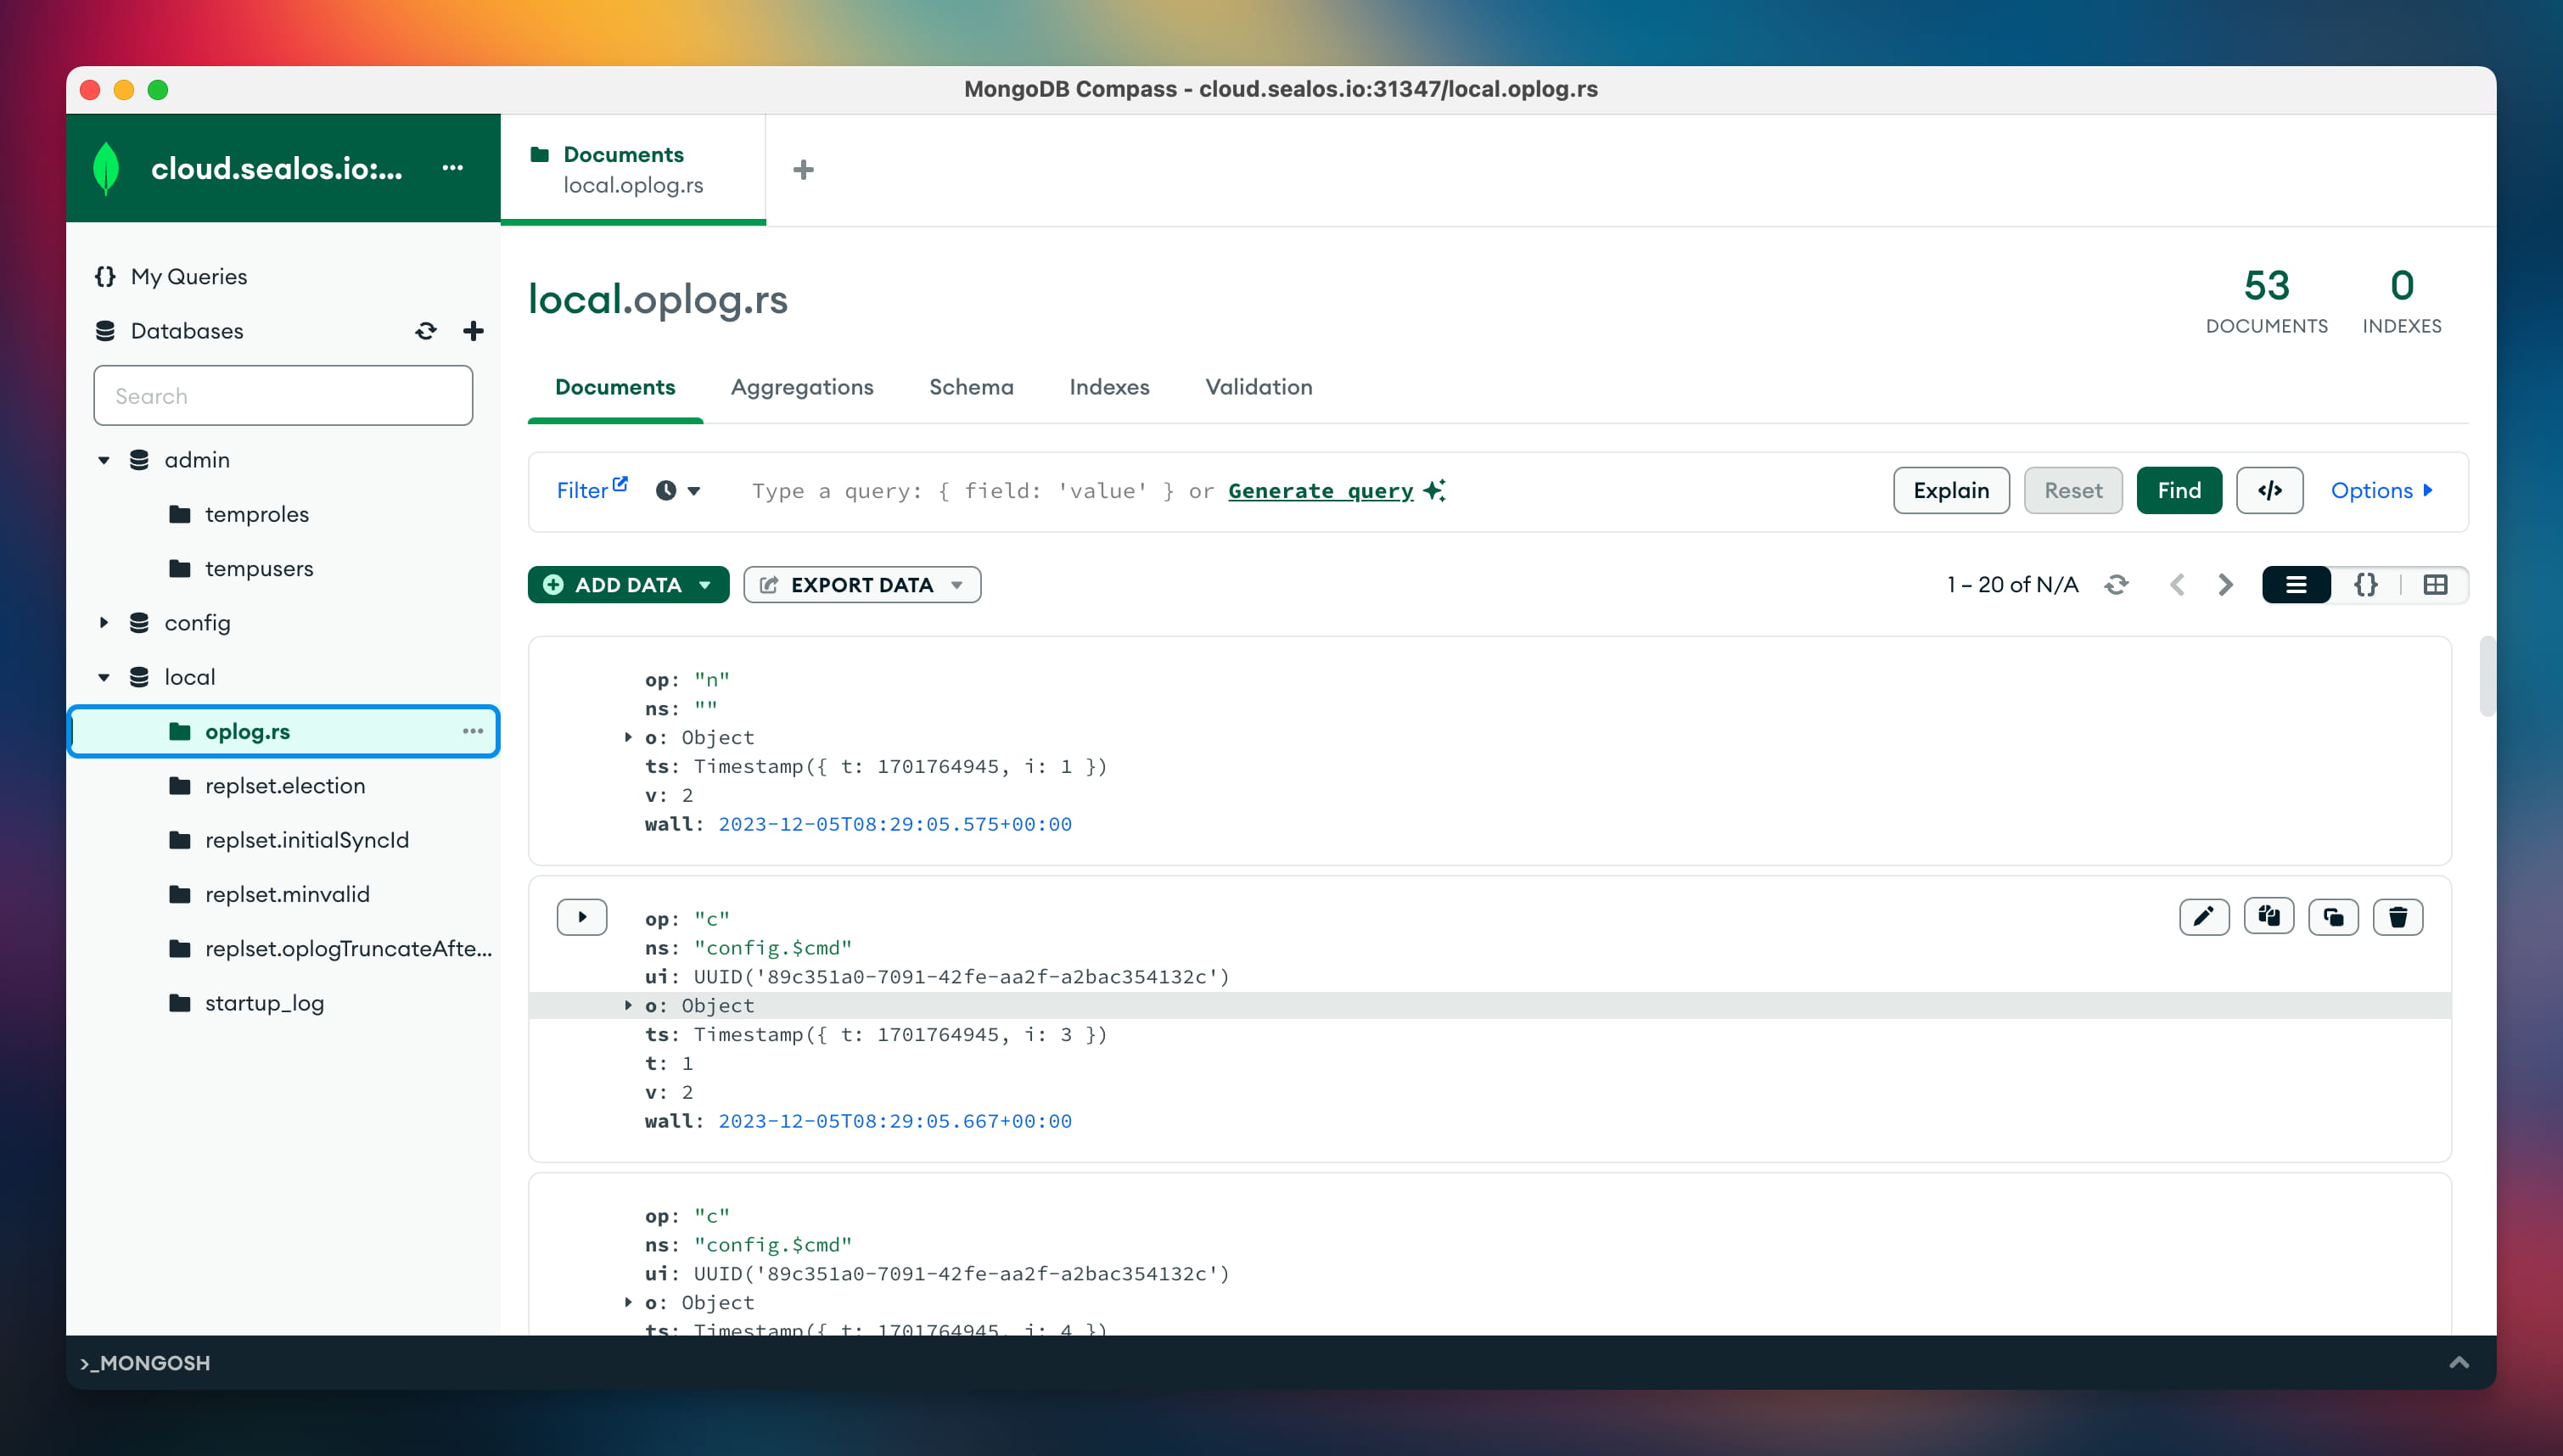 MongoDB Compass - cloud.sealos.io:31347/local.oplog.rs
cloud.sealos.io:...
Documents
local.oplog.rs
My Queries
Databases
Search
admin
temproles
tempusers
config
local
oplog.rs
replset.election
replset.initialSyncId
replset.minvalid
replset.oplogTruncateAfte...
startup_log
local.oplog.rs
53
DOCUMENTS
0
INDEXES
Documents Aggregations Schema Indexes Validation
Filter Type a query: { field: 'value' } or Generate query Explain Reset Find </> Options
ADD DATA EXPORT DATA 1 – 20 of N/A {}
op: "n"
ns: ""
o: Object
ts: Timestamp({ t: 1701764945, i: 1 })
v: 2
wall: 2023-12-05T08:29:05.575+00:00
op: "c"
ns: "config.$cmd"
ui: UUID('89c351a0-7091-42fe-aa2f-a2bac354132c')
o: Object
ts: Timestamp({ t: 1701764945, i: 3 })
t: 1
v: 2
wall: 2023-12-05T08:29:05.667+00:00
op: "c"
ns: "config.$cmd"
ui: UUID('89c351a0-7091-42fe-aa2f-a2bac354132c')
o: Object
ts: Timestamp({ t: 1701764945, i: 4 })
>_MONGOSH